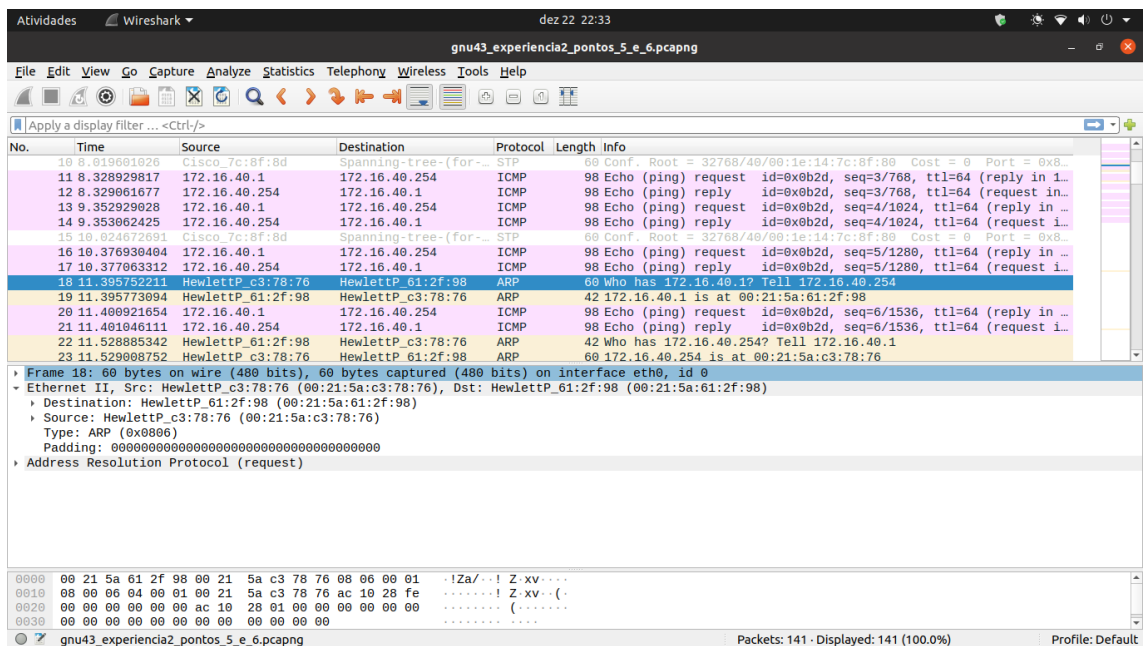 Atividades Wireshark dez 22 22:33
gnu43_experiencia2_pontos_5_e_6.pcapng
File Edit View Go Capture Analyze Statistics Telephony Wireless Tools Help
Apply a display filter … <Ctrl-/>
No. Time Source Destination Protocol Length Info
10 8.019601026 Cisco_7c:8f:8d Spanning-tree-(for-… STP 60 Conf. Root = 32768/40/00:1e:14:7c:8f:80 Cost = 0 Port = 0x8…
11 8.328929817 172.16.40.1 172.16.40.254 ICMP 98 Echo (ping) request id=0x0b2d, seq=3/768, ttl=64 (reply in 1…
12 8.329061677 172.16.40.254 172.16.40.1 ICMP 98 Echo (ping) reply id=0x0b2d, seq=3/768, ttl=64 (request in…
13 9.352929028 172.16.40.1 172.16.40.254 ICMP 98 Echo (ping) request id=0x0b2d, seq=4/1024, ttl=64 (reply in …
14 9.353062425 172.16.40.254 172.16.40.1 ICMP 98 Echo (ping) reply id=0x0b2d, seq=4/1024, ttl=64 (request i…
15 10.024672691 Cisco_7c:8f:8d Spanning-tree-(for-… STP 60 Conf. Root = 32768/40/00:1e:14:7c:8f:80 Cost = 0 Port = 0x8…
16 10.376930404 172.16.40.1 172.16.40.254 ICMP 98 Echo (ping) request id=0x0b2d, seq=5/1280, ttl=64 (reply in …
17 10.377063312 172.16.40.254 172.16.40.1 ICMP 98 Echo (ping) reply id=0x0b2d, seq=5/1280, ttl=64 (request i…
18 11.395752211 HewlettP_c3:78:76 HewlettP_61:2f:98 ARP 60 Who has 172.16.40.1? Tell 172.16.40.254
19 11.395773094 HewlettP_61:2f:98 HewlettP_c3:78:76 ARP 42 172.16.40.1 is at 00:21:5a:61:2f:98
20 11.400921654 172.16.40.1 172.16.40.254 ICMP 98 Echo (ping) request id=0x0b2d, seq=6/1536, ttl=64 (reply in …
21 11.401046111 172.16.40.254 172.16.40.1 ICMP 98 Echo (ping) reply id=0x0b2d, seq=6/1536, ttl=64 (request i…
22 11.528885342 HewlettP_61:2f:98 HewlettP_c3:78:76 ARP 42 Who has 172.16.40.254? Tell 172.16.40.1
23 11.529008752 HewlettP_c3:78:76 HewlettP_61:2f:98 ARP 60 172.16.40.254 is at 00:21:5a:c3:78:76
Frame 18: 60 bytes on wire (480 bits), 60 bytes captured (480 bits) on interface eth0, id 0
Ethernet II, Src: HewlettP_c3:78:76 (00:21:5a:c3:78:76), Dst: HewlettP_61:2f:98 (00:21:5a:61:2f:98)
Destination: HewlettP_61:2f:98 (00:21:5a:61:2f:98)
Source: HewlettP_c3:78:76 (00:21:5a:c3:78:76)
Type: ARP (0x0806)
Padding: 000000000000000000000000000000000000
Address Resolution Protocol (request)
0000 00 21 5a 61 2f 98 00 21 5a c3 78 76 08 06 00 01 ·!Za/··! Z·xv····
0010 08 00 06 04 00 01 00 21 5a c3 78 76 ac 10 28 fe ·······! Z·xv··(·
0020 00 00 00 00 00 00 ac 10 28 01 00 00 00 00 00 00 ········ (·······
0030 00 00 00 00 00 00 00 00 00 00 00 00 ········ ····
gnu43_experiencia2_pontos_5_e_6.pcapng Packets: 141 · Displayed: 141 (100.0%) Profile: Default